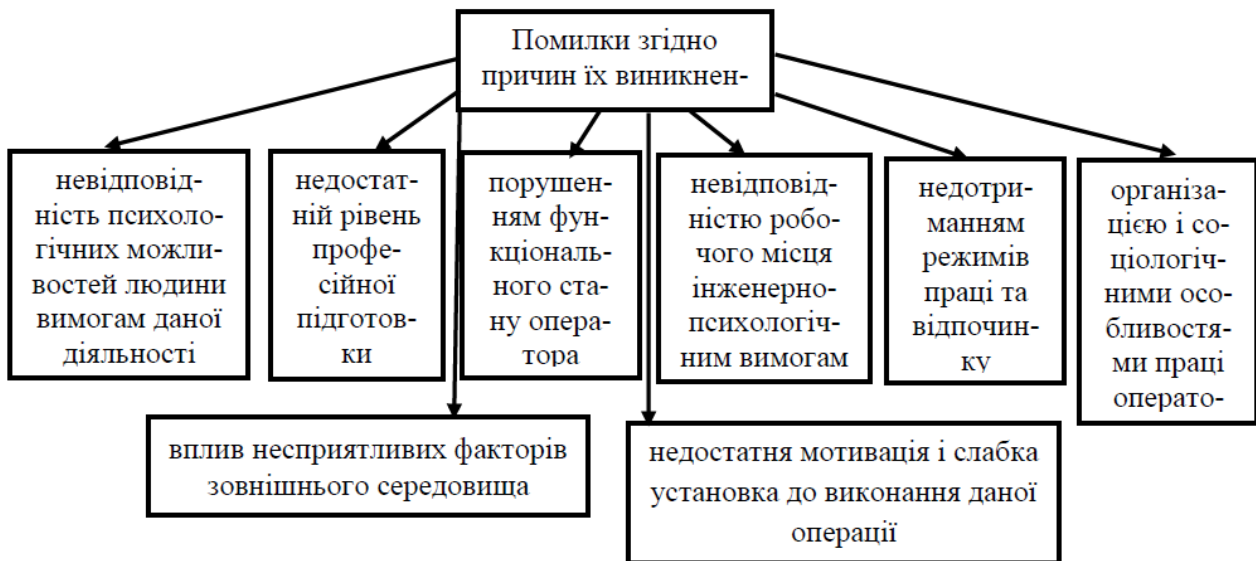 Помилки згідно
причин їх виникнен-
невідповід-
ність психоло-
гічних можли-
востей людини
вимогам даної
діяльності
недостат-
ній рівень
профе-
сійної
підготов-
ки
порушен-
ням фун-
кціональ-
ного ста-
ну опера-
тора
невідповід-
ністю робо-
чого місця
інженерно-
психологіч-
ним вимогам
недотри-
манням
режимів
праці та
відпочин-
ку
організа-
цією і со-
ціологіч-
ними осо-
бливостя-
ми праці
операто-
вплив несприятливих факторів
зовнішнього середовища
недостатня мотивація і слабка
установка до виконання даної
операції